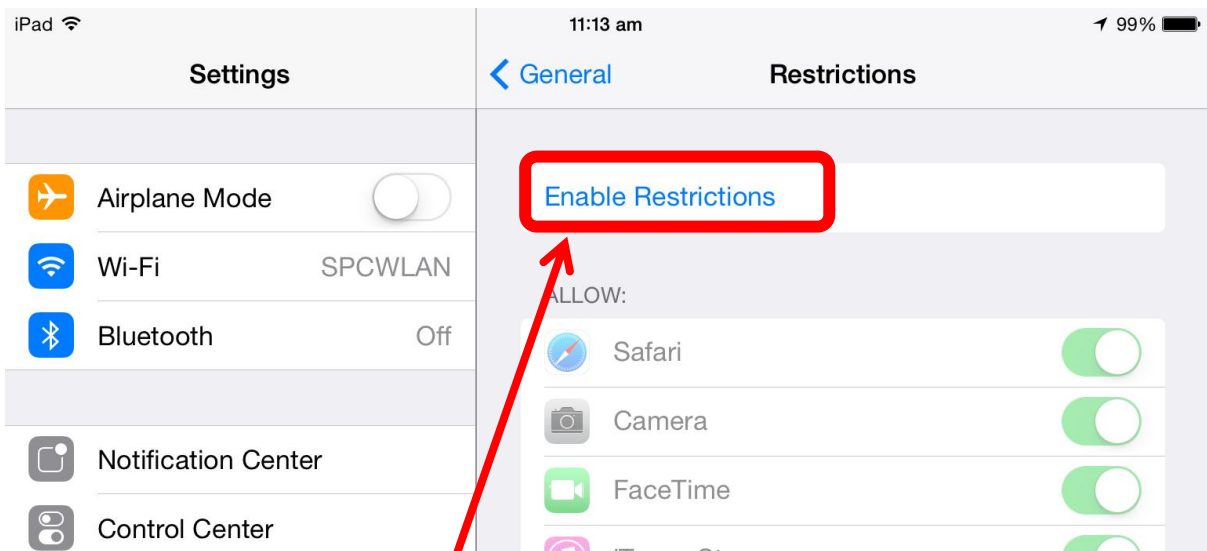 iPad 11:13 am 99%
Settings
General Restrictions
Airplane Mode
Wi-Fi SPCWLAN
Bluetooth Off
Notification Center
Control Center
Enable Restrictions
ALLOW:
Safari
Camera
FaceTime